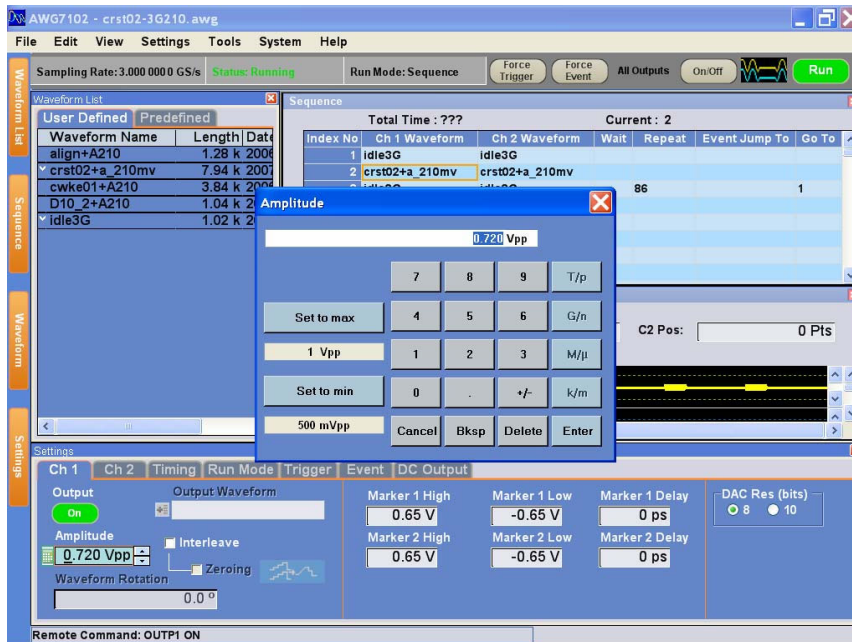 AWG7102 - crst02-3G210.awg
File Edit View Settings Tools System Help
Sampling Rate: 3.000 000 0 GS/s Status: Running Run Mode: Sequence Force Trigger Force Event All Outputs On/Off Run
Waveform List
Sequence
Waveform
Settings
Waveform List
User Defined Predefined
Waveform Name Length Date
align+A210 1.28 k
crst02+a_210mv 7.94 k 2007
cwke01+A210 3.84 k
D10_2+A210 1.04 k
idle3G 1.02 k
Sequence
Total Time : ??? Current : 2
Index No Ch 1 Waveform Ch 2 Waveform Wait Repeat Event Jump To Go To
1 idle3G idle3G
2 crst02+a_210mv crst02+a_210mv
86 1
Amplitude
0.720 Vpp
7 8 9 T/p
Set to max 4 5 6 G/n
1 Vpp 1 2 3 M/µ
Set to min 0 . +/- k/m
500 mVpp Cancel Bksp Delete Enter
C2 Pos: 0 Pts
Settings
Ch 1 Ch 2 Timing Run Mode Trigger Event DC Output
Output Output Waveform
On
Amplitude
0.720 Vpp
Interleave
Zeroing
Waveform Rotation
0.0 °
Marker 1 High Marker 1 Low Marker 1 Delay
0.65 V -0.65 V 0 ps
Marker 2 High Marker 2 Low Marker 2 Delay
0.65 V -0.65 V 0 ps
DAC Res (bits)
8 10
Remote Command: OUTP1 ON